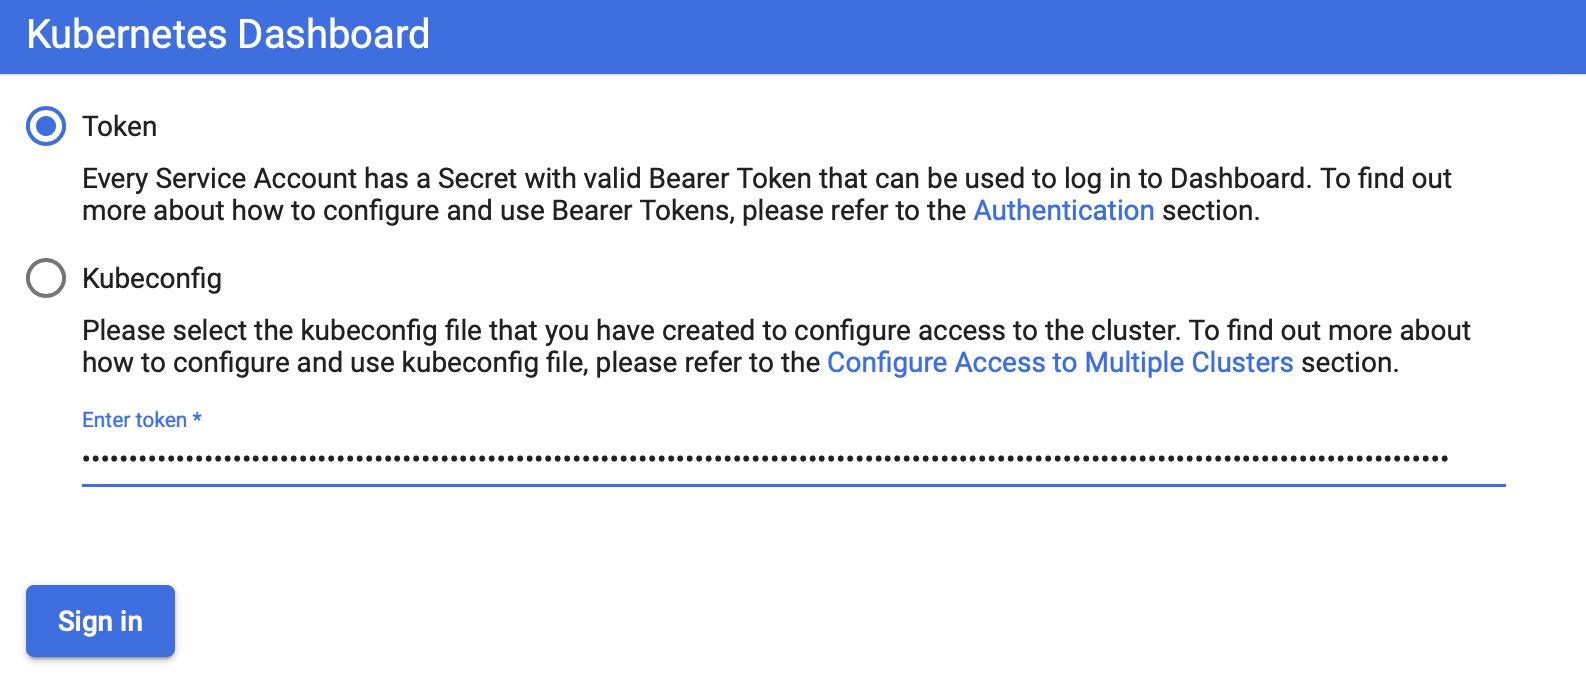 Kubernetes Dashboard
Token
Every Service Account has a Secret with valid Bearer Token that can be used to log in to Dashboard. To find out
more about how to configure and use Bearer Tokens, please refer to the Authentication section.
Kubeconfig
Please select the kubeconfig file that you have created to configure access to the cluster. To find out more about
how to configure and use kubeconfig file, please refer to the Configure Access to Multiple Clusters section.
Enter token *
Sign in